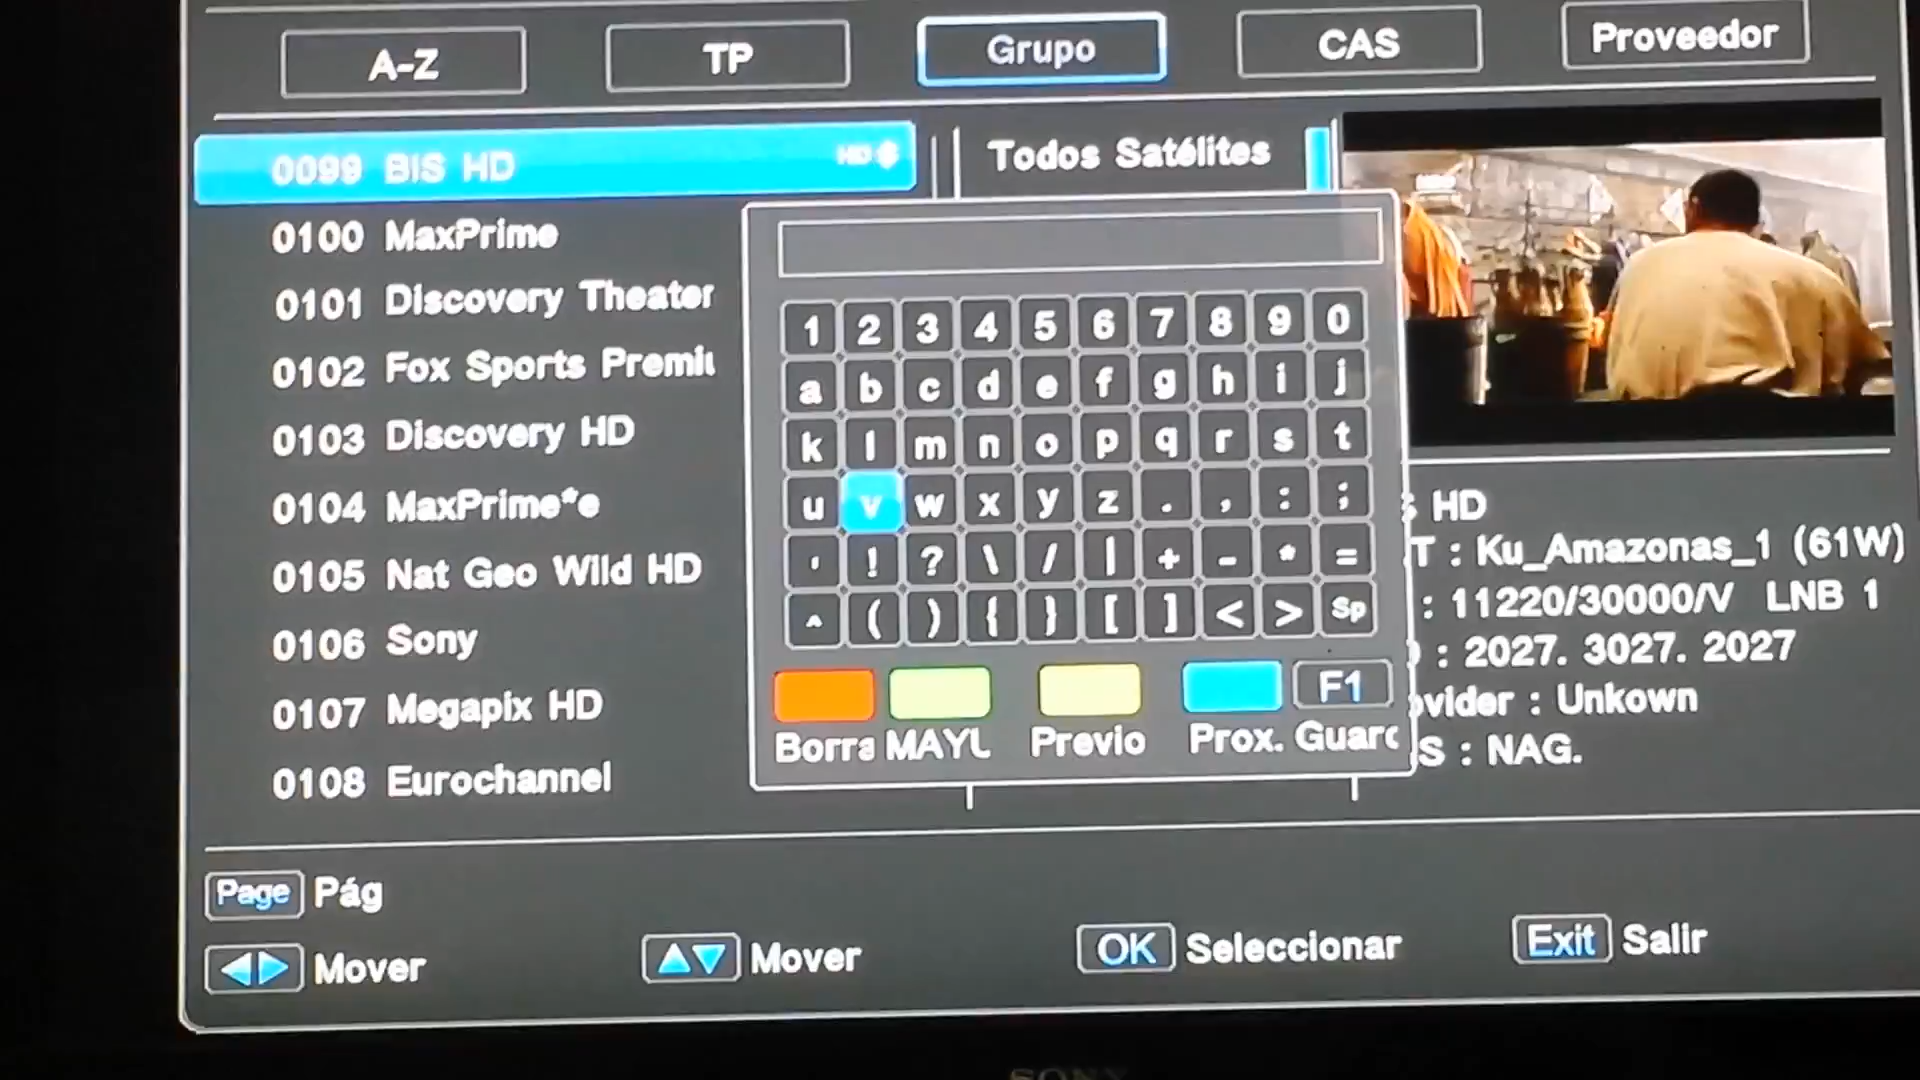 A-Z TP Grupo CAS Proveedor
0099 BIS HD HD $
Todos Satélites
0100 MaxPrime
0101 Discovery Theater
0102 Fox Sports Premiu
0103 Discovery HD
0104 MaxPrime*e
0105 Nat Geo Wild HD
0106 Sony
0107 Megapix HD
0108 Eurochannel
1 2 3 4 5 6 7 8 9 0
a b c d e f g h i j
k l m n o p q r s t
u v w x y z . , : ;
' ! ? \ / | + - * =
^ ( ) { } [ ] < > Sp
F1
Borra MAYU Previo Prox. Guarc
S HD
T : Ku_Amazonas_1 (61W)
: 11220/30000/V LNB 1
: 2027. 3027. 2027
ovider : Unkown
S : NAG.
Page Pág
Mover Mover OK Seleccionar Exit Salir
SONY